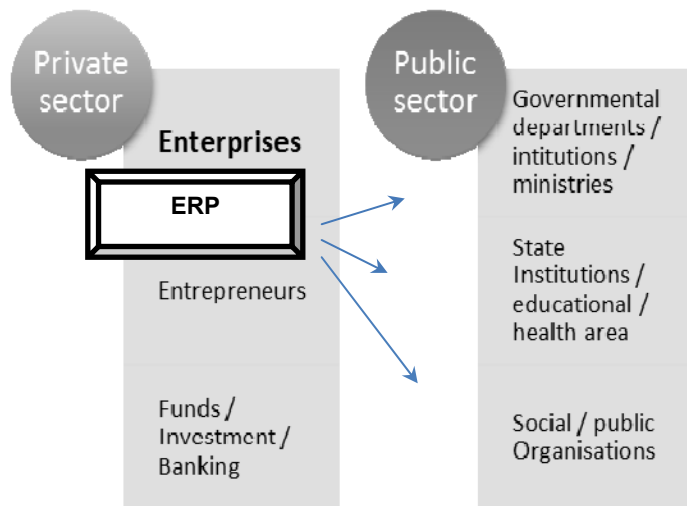 Private
sector
Enterprises
ERP
Entrepreneurs
Funds /
Investment /
Banking
Public
sector
Governmental
departments /
intitutions /
ministries
State
Institutions /
educational /
health area
Social / public
Organisations